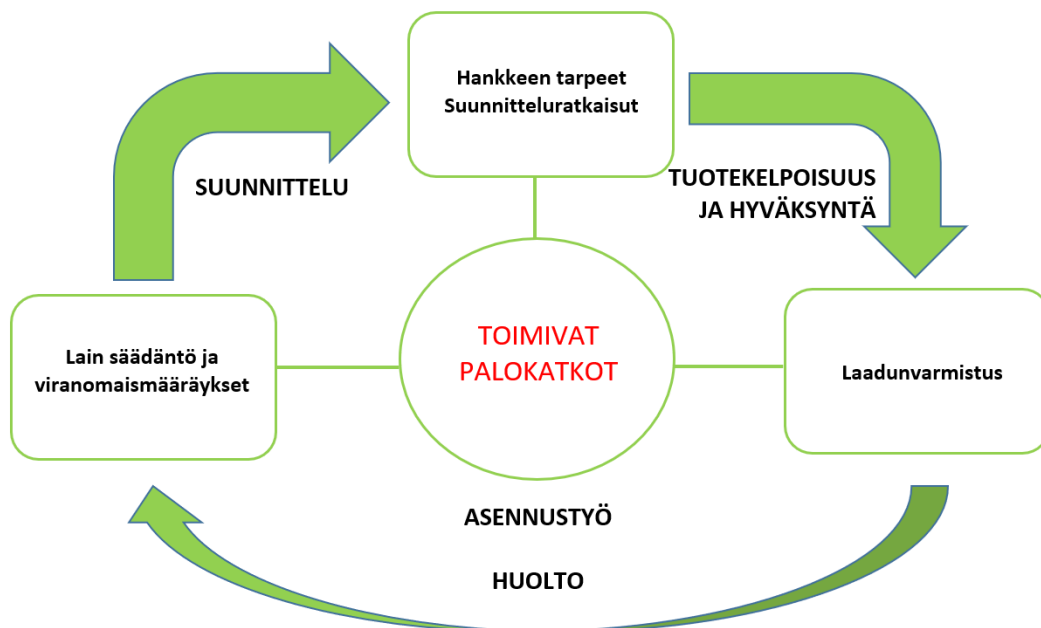 Hankkeen tarpeet
Suunnitteluratkaisut
SUUNNITTELU
TUOTEKELPOISUUS
JA HYVÄKSYNTÄ
Lain säädäntö ja
viranomaismääräykset
TOIMIVAT
PALOKATKOT
Laadunvarmistus
ASENNUSTYÖ
HUOLTO